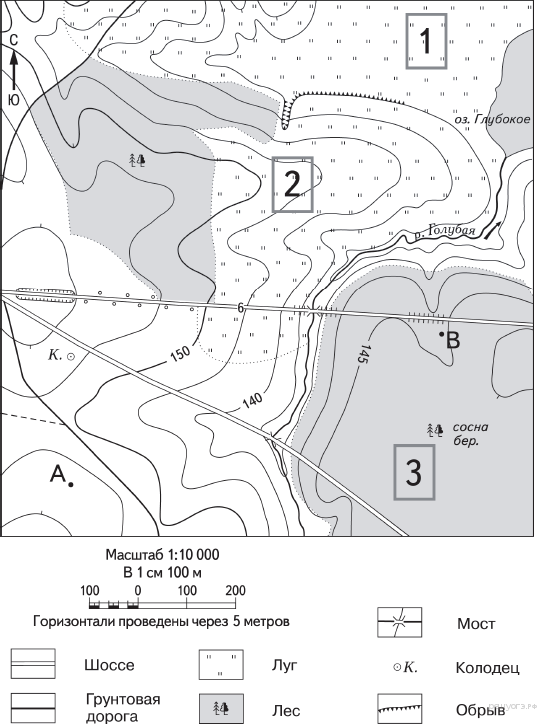 1
С
Ю
оз. Глубокое
2
р. Голубая
6
В
К.
150
145
140
сосна
бер.
А
3
Масштаб 1:10 000
В 1 см 100 м
100 0 100 200
Горизонтали проведены через 5 метров
Мост
Шоссе
Луг
К.
Колодец
Грунтовая
дорога
Лес
Обрыв